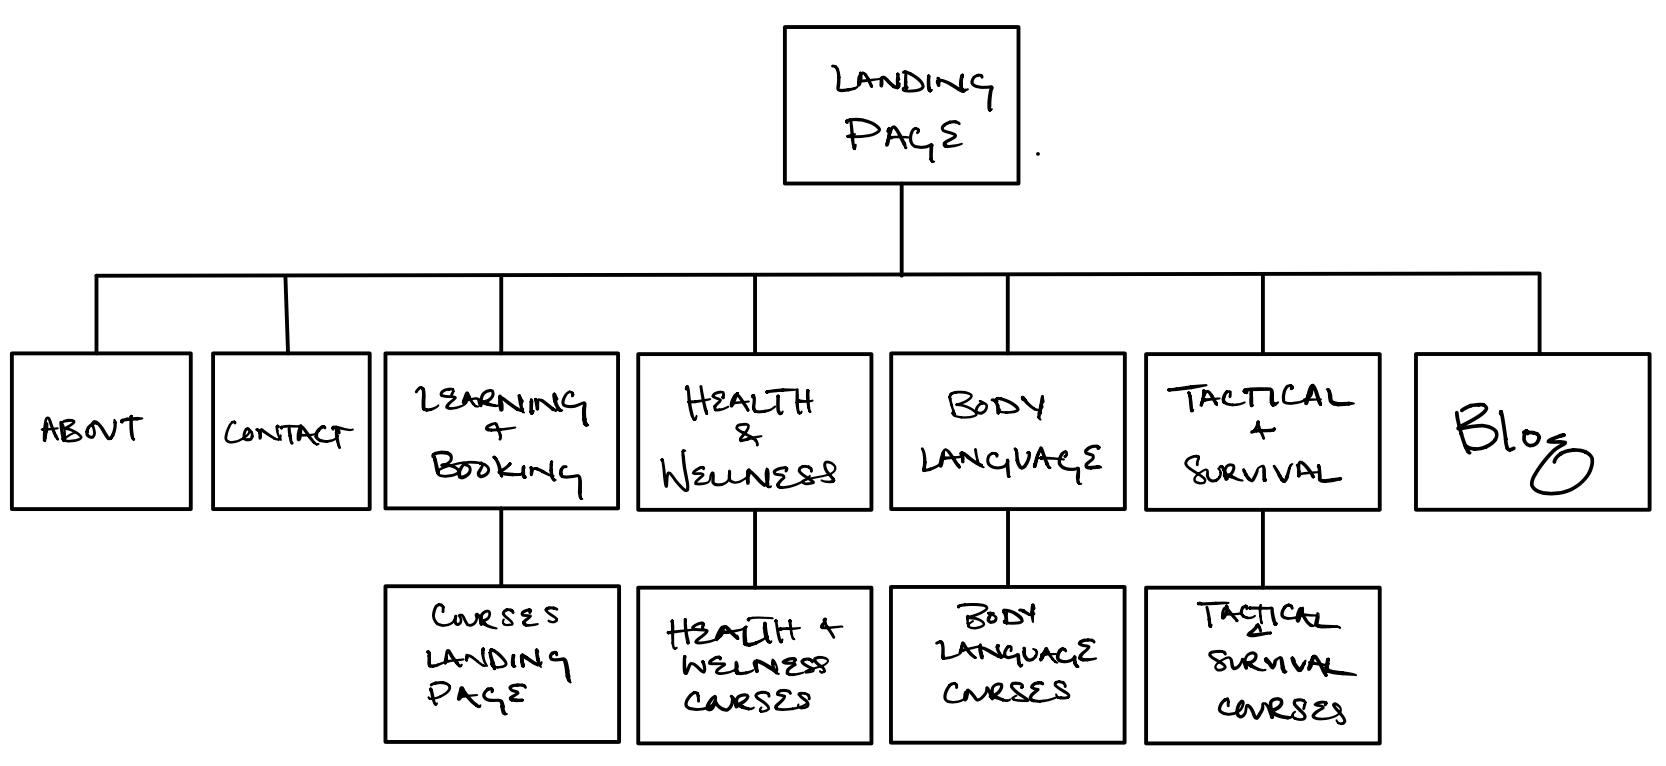 LANDING
PAGE
ABOUT
CONTACT
LEARNING
+
BOOKING
HEALTH
&
WELLNESS
BODY
LANGUAGE
TACTICAL
+
SURVIVAL
Blog
COURSES
LANDING
PAGE
HEALTH +
WELNESS
COURSES
BODY
LANGUAGE
COURSES
TACTICAL
+
SURVIVAL
COURSES